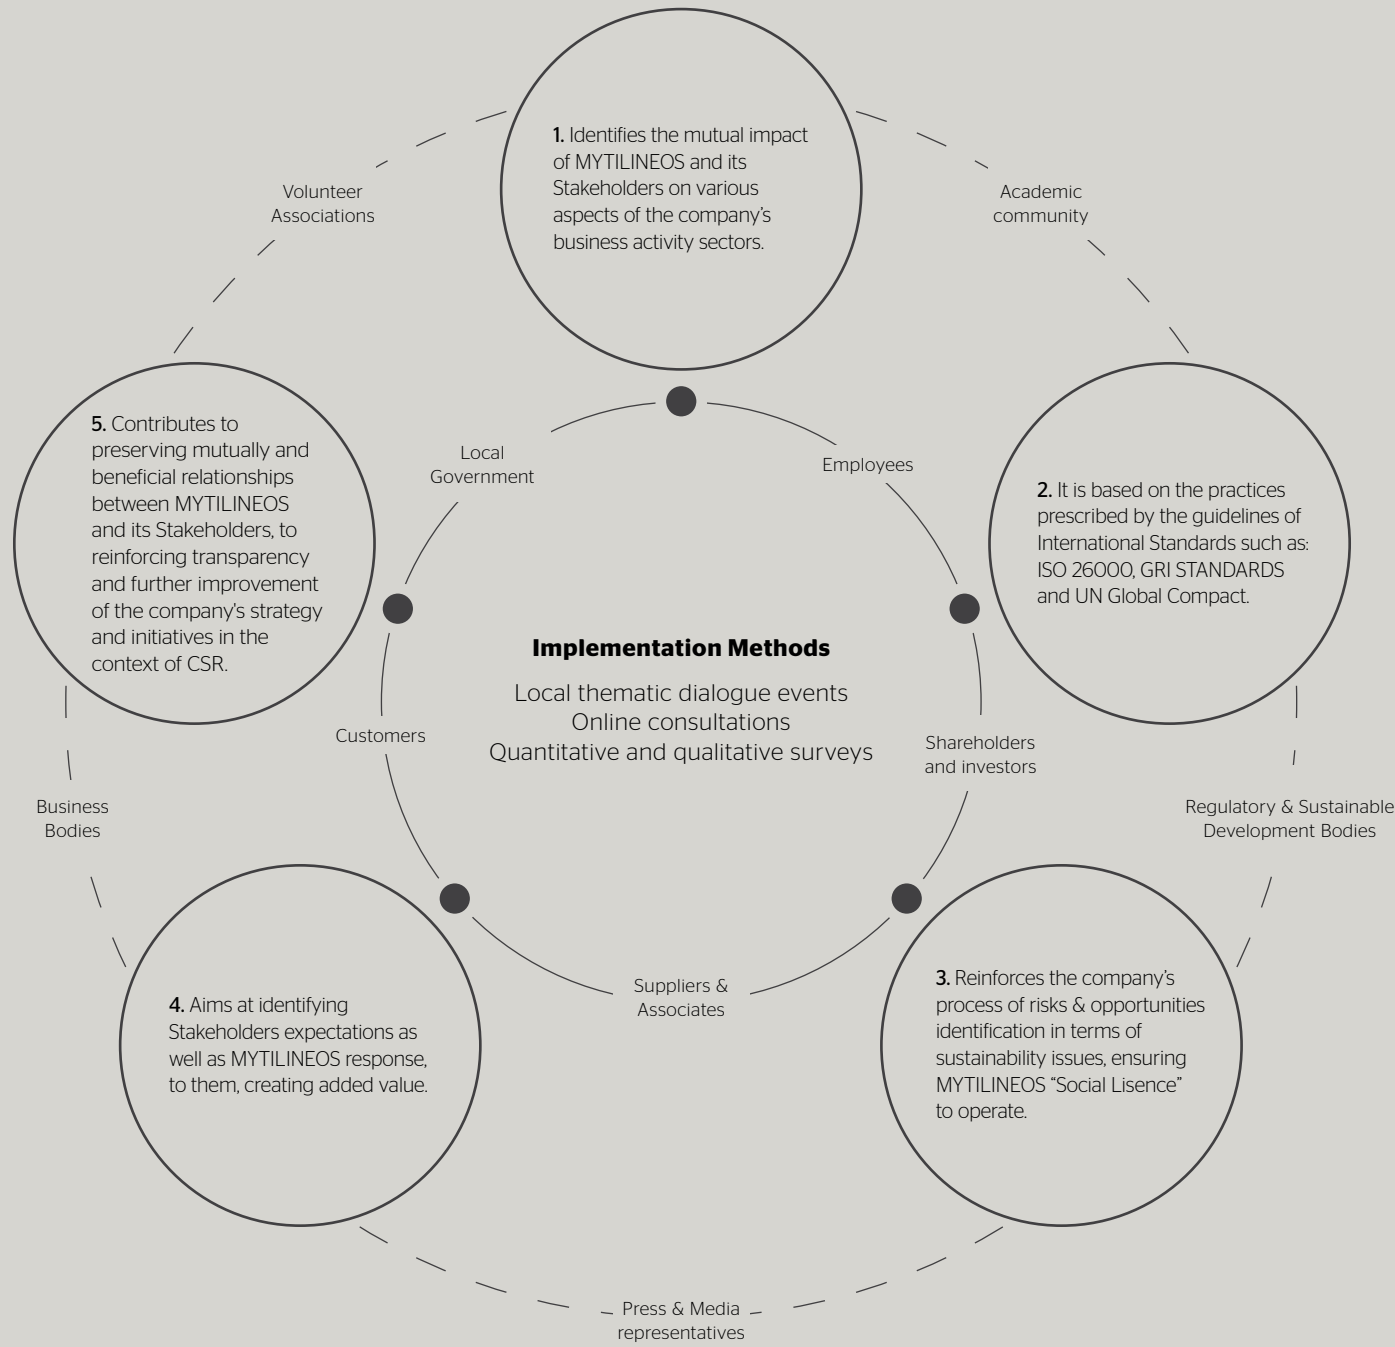 1. Identifies the mutual impact
of MYTILINEOS and its
Stakeholders on various
aspects of the company's
business activity sectors.
Volunteer
Associations
Academic
community
5. Contributes to
preserving mutually and
beneficial relationships
between MYTILINEOS
and its Stakeholders, to
reinforcing transparency
and further improvement
of the company's strategy
and initiatives in the
context of CSR.
Local
Government
Employees
2. It is based on the practices
prescribed by the guidelines of
International Standards such as:
ISO 26000, GRI STANDARDS
and UN Global Compact.
Implementation Methods
Local thematic dialogue events
Online consultations
Quantitative and qualitative surveys
Customers
Shareholders
and investors
Business
Bodies
Regulatory & Sustainable
Development Bodies
4. Aims at identifying
Stakeholders expectations as
well as MYTILINEOS response,
to them, creating added value.
Suppliers &
Associates
3. Reinforces the company's
process of risks & opportunities
identification in terms of
sustainability issues, ensuring
MYTILINEOS “Social Lisence”
to operate.
Press & Media
representatives